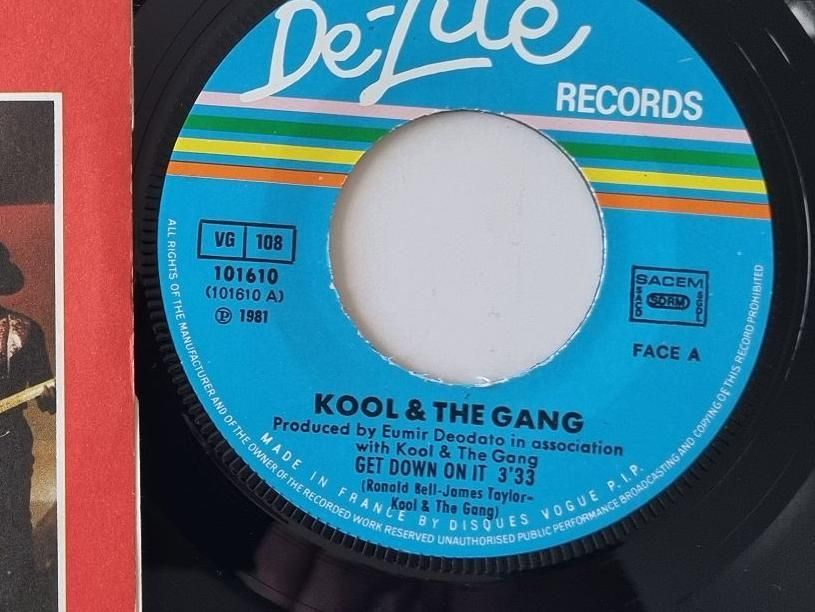 De-Lite
RECORDS
VG 108
101610
(101610 A)
℗ 1981
SACEM
SACD SDRM SGDL
FACE A
KOOL & THE GANG
Produced by Eumir Deodato in association
with Kool & The Gang
GET DOWN ON IT 3'33
(Ronald Bell-James Taylor-
Kool & The Gang)
MADE IN FRANCE BY DISQUES VOGUE P.I.P.
ALL RIGHTS OF THE MANUFACTURER AND OF THE OWNER OF THE RECORDED WORK RESERVED UNAUTHORISED PUBLIC PERFORMANCE BROADCASTING AND COPYING OF THIS RECORD PROHIBITED